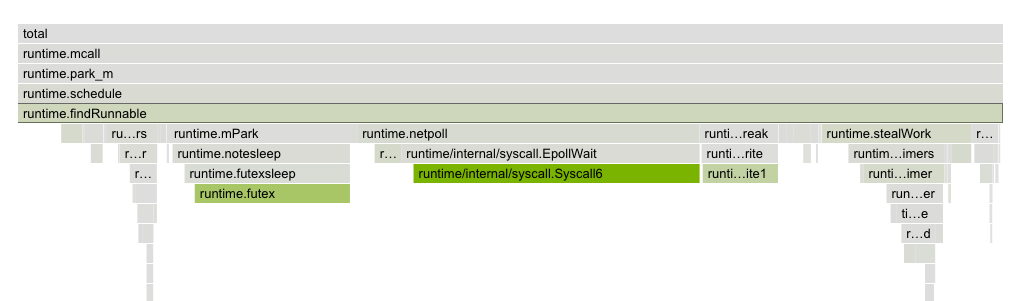 total
runtime.mcall
runtime.park_m
runtime.schedule
runtime.findRunnable
ru…rs runtime.mPark runtime.netpoll runti…reak runtime.stealWork r…
r…r runtime.notesleep r… runtime/internal/syscall.EpollWait runti…rite runtim…imers
r… runtime.futexsleep runtime/internal/syscall.Syscall6 runti…ite1 runti…imer
runtime.futex run…er
ti…e
r…d